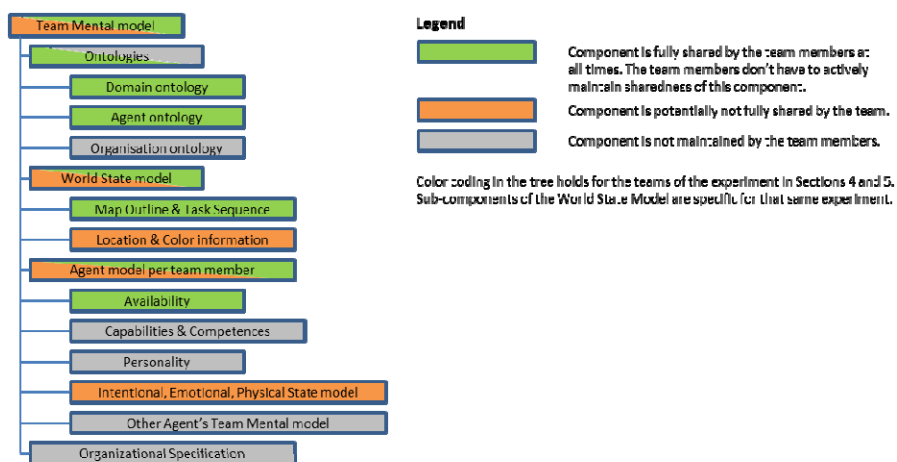 Team Mental model
Ontologies
Domain ontology
Agent ontology
Organisation ontology
World State model
Map Outline & Task Sequence
Location & Color information
Agent model per team member
Availability
Capabilities & Competences
Personality
Intentional, Emotional, Physical State model
Other Agent's Team Mental model
Organizational Specification
Legend
Component is fully shared by the team members at
all times. The team members don't have to actively
maintain sharedness of this component.
Component is potentially not fully shared by the team.
Component is not maintained by the team members.
Color coding in the tree holds for the teams of the experiment in Sections 4 and 5.
Sub-components of the World State Model are specific for that same experiment.